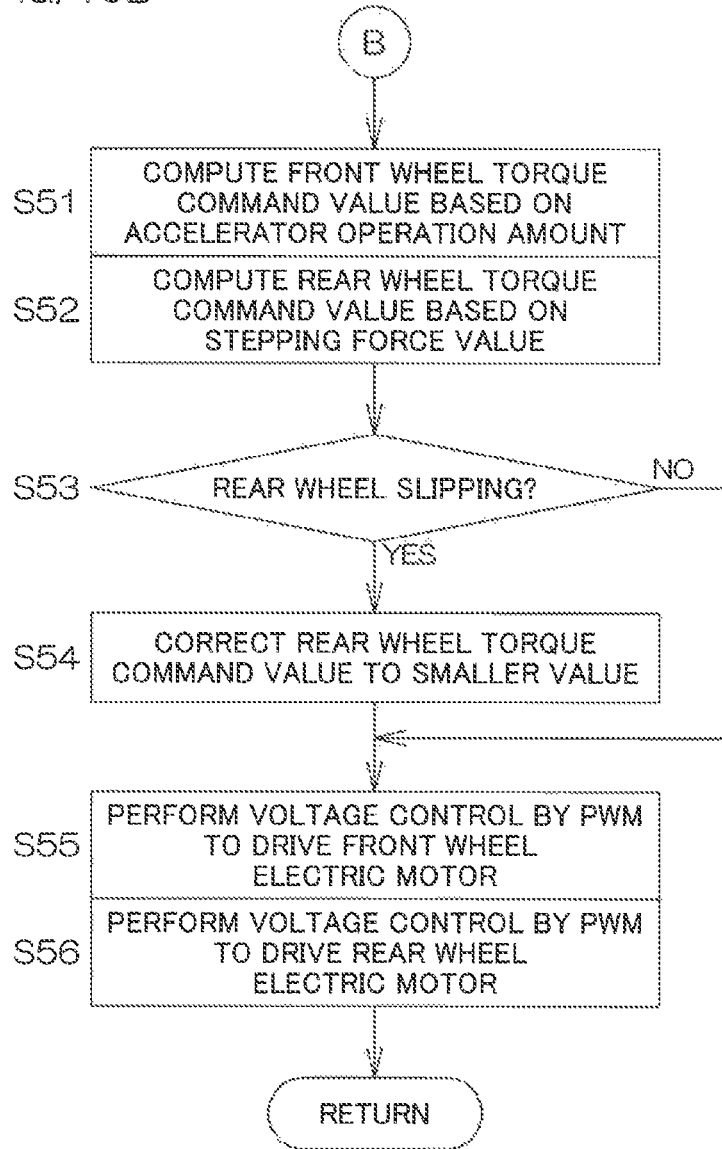 B
S51
COMPUTE FRONT WHEEL TORQUE
COMMAND VALUE BASED ON
ACCELERATOR OPERATION AMOUNT
S52
COMPUTE REAR WHEEL TORQUE
COMMAND VALUE BASED ON
STEPPING FORCE VALUE
S53
REAR WHEEL SLIPPING?
NO
YES
S54
CORRECT REAR WHEEL TORQUE
COMMAND VALUE TO SMALLER VALUE
S55
PERFORM VOLTAGE CONTROL BY PWM
TO DRIVE FRONT WHEEL
ELECTRIC MOTOR
S56
PERFORM VOLTAGE CONTROL BY PWM
TO DRIVE REAR WHEEL
ELECTRIC MOTOR
RETURN